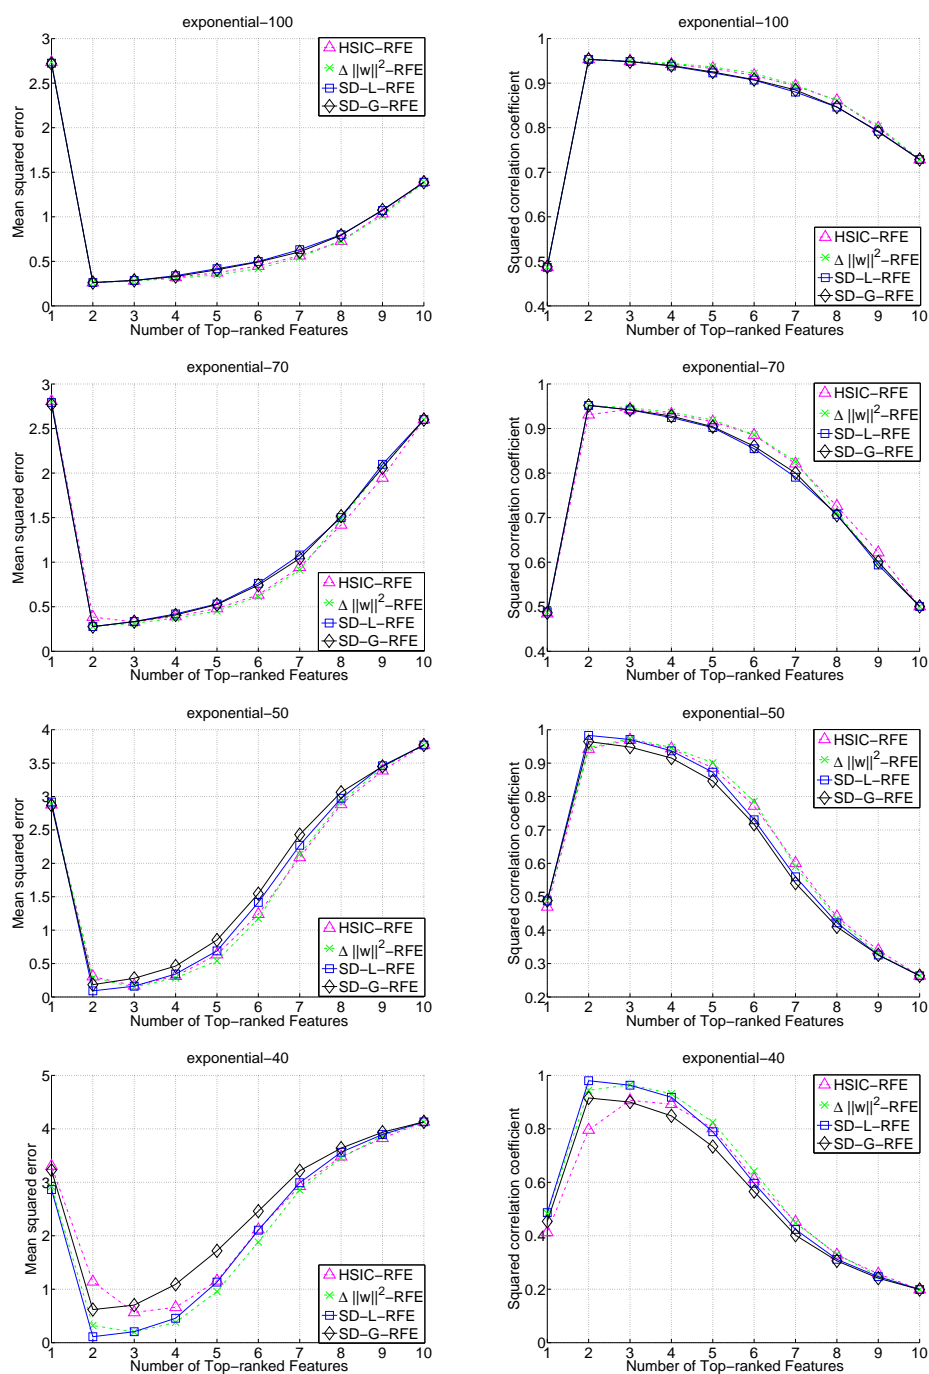 exponential−100
Mean squared error
3
2.5
2
1.5
1
0.5
0
1 2 3 4 5 6 7 8 9 10
Number of Top−ranked Features
HSIC−RFE
Δ ||w||²−RFE
SD−L−RFE
SD−G−RFE
exponential−100
Squared correlation coefficient
1
0.9
0.8
0.7
0.6
0.5
0.4
1 2 3 4 5 6 7 8 9 10
Number of Top−ranked Features
HSIC−RFE
Δ ||w||²−RFE
SD−L−RFE
SD−G−RFE
exponential−70
Mean squared error
3
2.5
2
1.5
1
0.5
0
1 2 3 4 5 6 7 8 9 10
Number of Top−ranked Features
HSIC−RFE
Δ ||w||²−RFE
SD−L−RFE
SD−G−RFE
exponential−70
Squared correlation coefficient
1
0.9
0.8
0.7
0.6
0.5
0.4
1 2 3 4 5 6 7 8 9 10
Number of Top−ranked Features
HSIC−RFE
Δ ||w||²−RFE
SD−L−RFE
SD−G−RFE
exponential−50
Mean squared error
4
3.5
3
2.5
2
1.5
1
0.5
0
1 2 3 4 5 6 7 8 9 10
Number of Top−ranked Features
HSIC−RFE
Δ ||w||²−RFE
SD−L−RFE
SD−G−RFE
exponential−50
Squared correlation coefficient
1
0.9
0.8
0.7
0.6
0.5
0.4
0.3
0.2
1 2 3 4 5 6 7 8 9 10
Number of Top−ranked Features
HSIC−RFE
Δ ||w||²−RFE
SD−L−RFE
SD−G−RFE
exponential−40
Mean squared error
5
4
3
2
1
0
1 2 3 4 5 6 7 8 9 10
Number of Top−ranked Features
HSIC−RFE
Δ ||w||²−RFE
SD−L−RFE
SD−G−RFE
exponential−40
Squared correlation coefficient
1
0.8
0.6
0.4
0.2
0
1 2 3 4 5 6 7 8 9 10
Number of Top−ranked Features
HSIC−RFE
Δ ||w||²−RFE
SD−L−RFE
SD−G−RFE